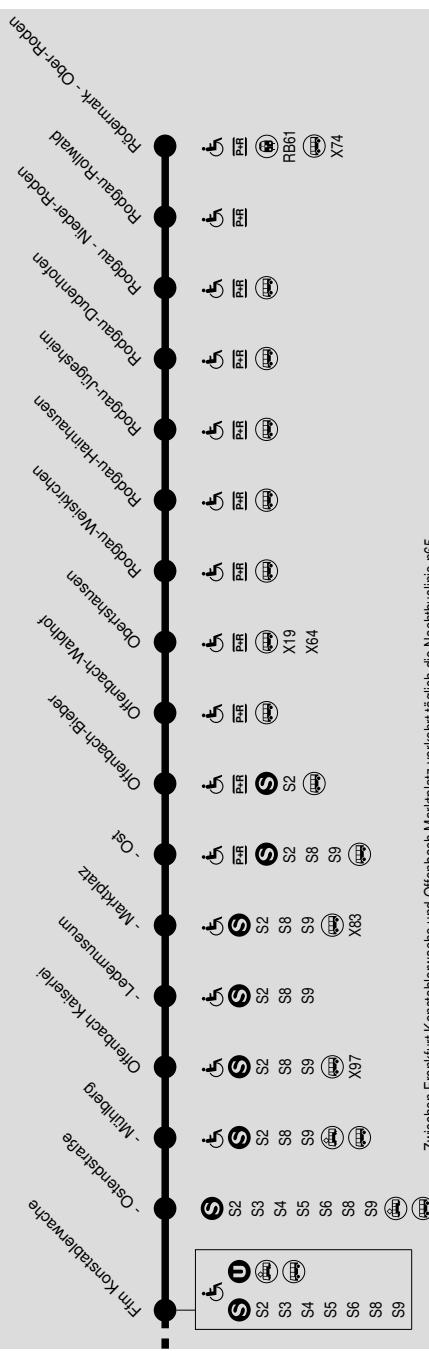 Ffm Konstablerwache
- Ostendstraße
- Mühlberg
Offenbach Kaiserlei
- Ledermuseum
- Marktplatz
- Ost
Offenbach-Bieber
Offenbach-Waldhof
Obertshausen
Rodgau-Weiskirchen
Rodgau-Hainhausen
Rodgau-Jügesheim
Rodgau-Dudenhofen
Rodgau - Nieder-Roden
Rodgau-Rollwald
Rödermark - Ober-Roden
S
S2
S3
S4
S5
S6
S8
S9
U
S
S2
S3
S4
S5
S6
S8
S9
S
S2
S8
S9
S
S2
S8
S9
X97
S
S2
S8
S9
S
S2
S8
S9
X83
P+R
S
S2
S8
S9
P+R
S
S2
P+R
P+R
X19
X64
P+R
P+R
P+R
P+R
P+R
P+R
P+R
RB61
X74
Zwischen Frankfurt Konstablerwache und Offenbach Marktplatz verkehrt täglich die Nachtbuslinie n65